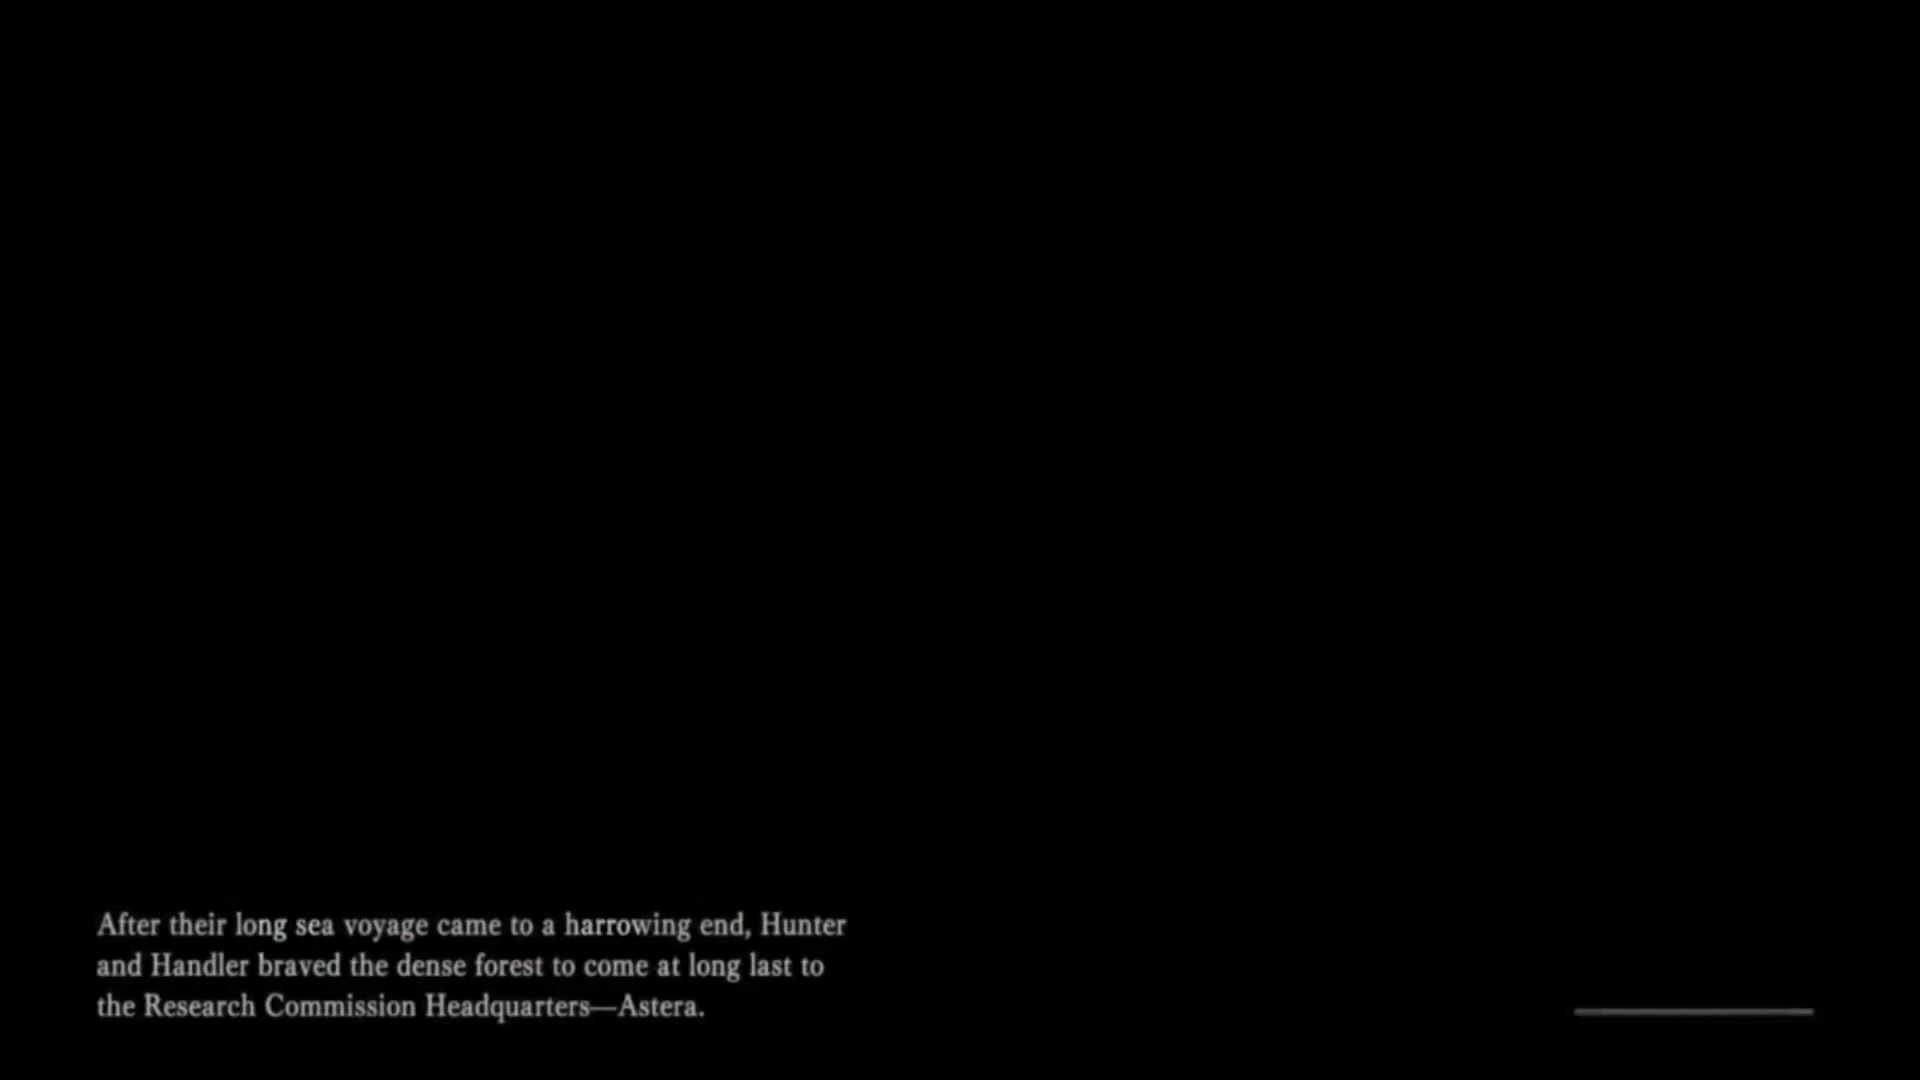 After their long sea voyage came to a harrowing end, Hunter
and Handler braved the dense forest to come at long last to
the Research Commission Headquarters—Astera.